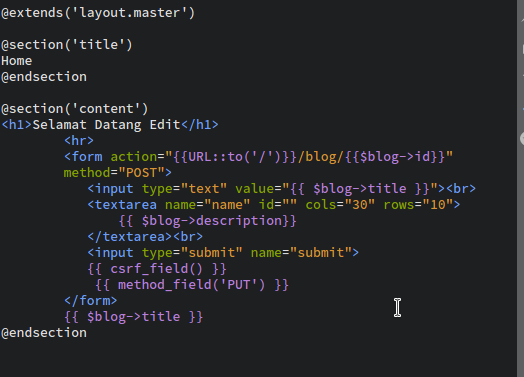 @extends('layout.master')
@section('title')
Home
@endsection
@section('content')
<h1>Selamat Datang Edit</h1>
<hr>
<form action="{{URL::to('/')}}/blog/{{$blog->id}}"
method="POST">
<input type="text" value="{{ $blog->title }}"><br>
<textarea name="name" id="" cols="30" rows="10">
{{ $blog->description}}
</textarea><br>
<input type="submit" name="submit">
{{ csrf_field() }}
{{ method_field('PUT') }}
</form>
{{ $blog->title }}
@endsection